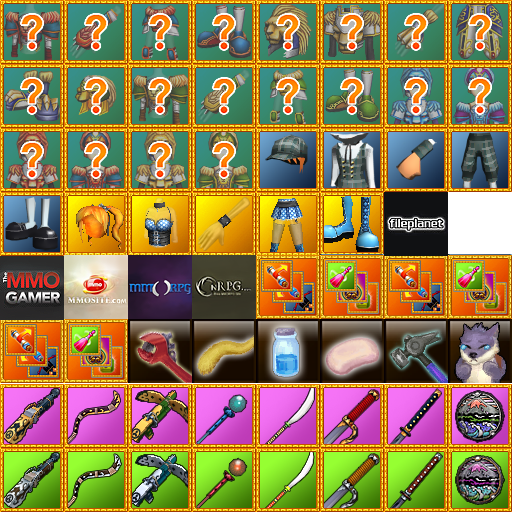 ? ? ? ? ? ? ? ?
? ? ? ? ? ? ? ?
? ? ? ?
fileplanet
The MMO GAMER
MMOSITE.COM
mmORPG
OnRPG